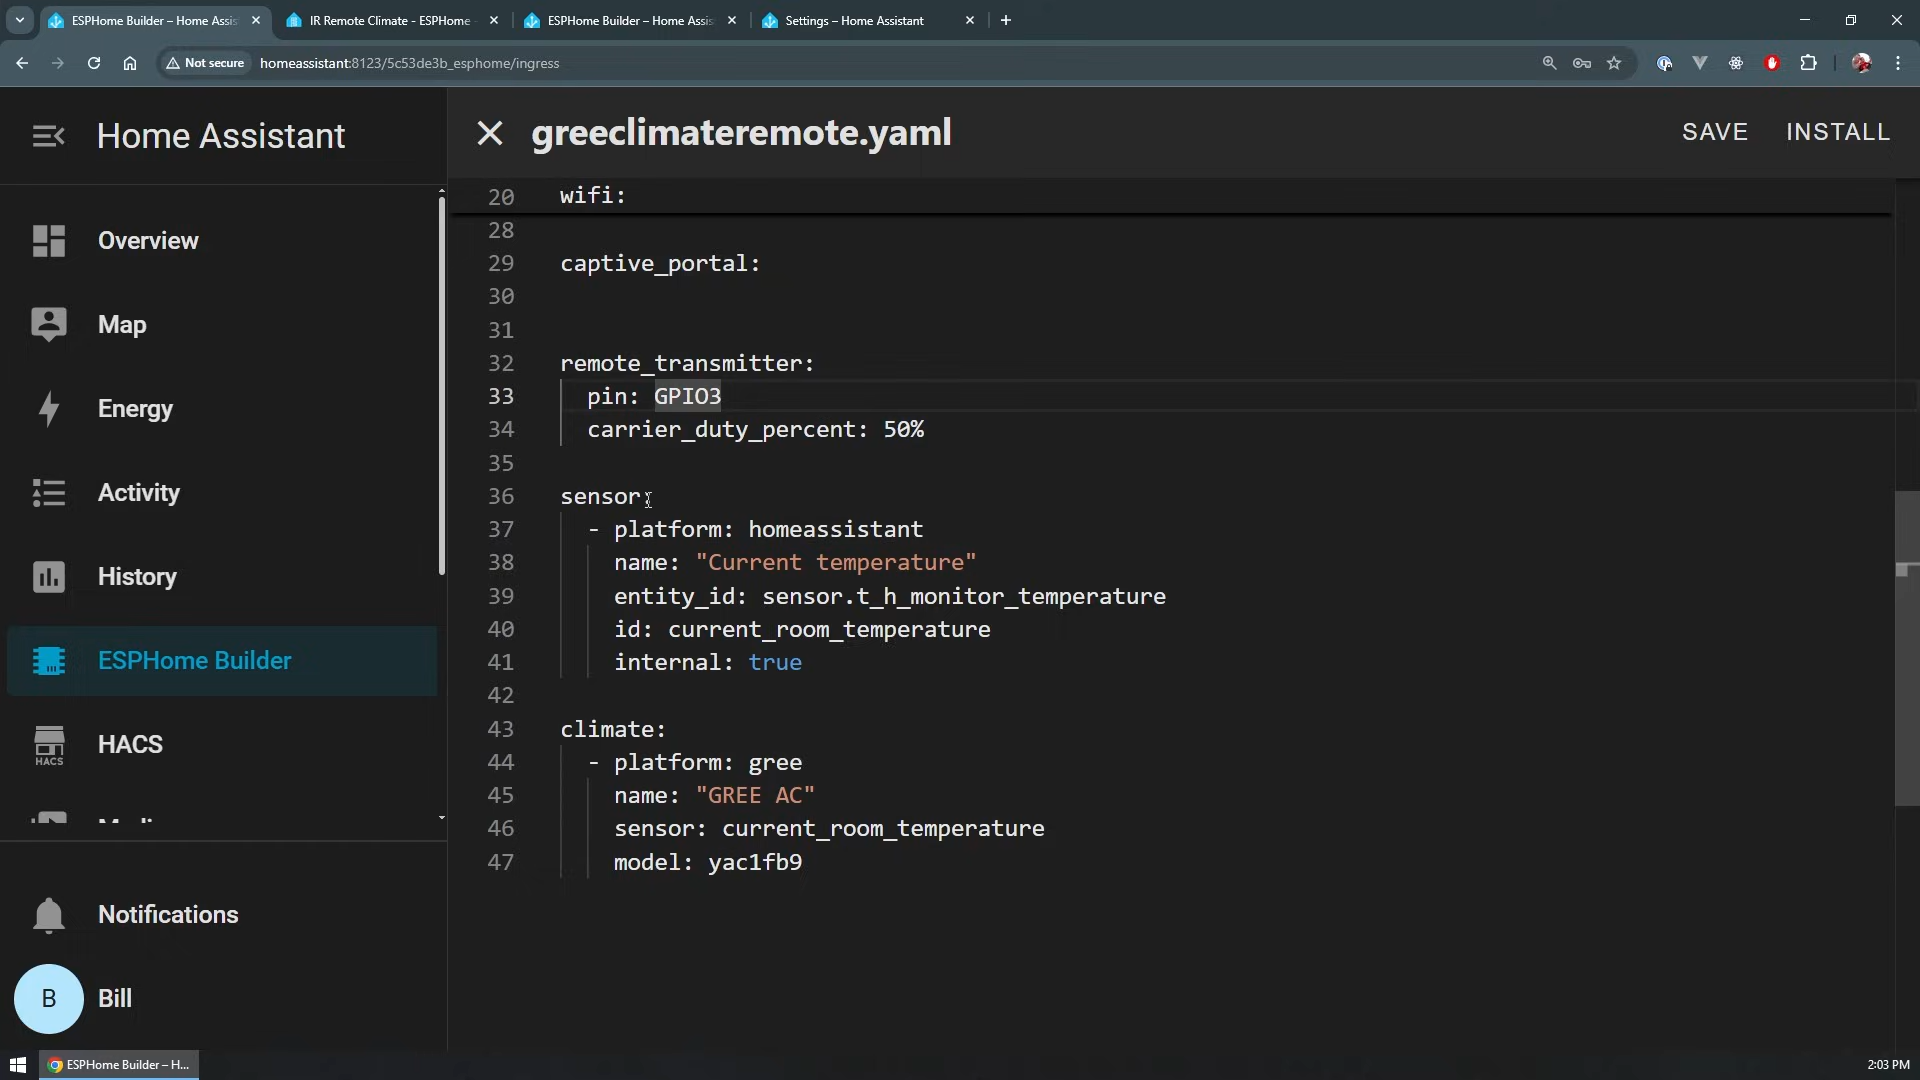 ESPHome Builder – Home Assis
IR Remote Climate - ESPHome -
ESPHome Builder – Home Assis
Settings – Home Assistant
Not secure
homeassistant:8123/5c53de3b_esphome/ingress
Home Assistant
Overview
Map
Energy
Activity
History
ESPHome Builder
HACS
HACS
Notifications
B
Bill
greeclimateremote.yaml
SAVE
INSTALL
20 wifi:
28
29 captive_portal:
30
31
32 remote_transmitter:
33 pin: GPIO3
34 carrier_duty_percent: 50%
35
36 sensor:
37 - platform: homeassistant
38 name: "Current temperature"
39 entity_id: sensor.t_h_monitor_temperature
40 id: current_room_temperature
41 internal: true
42
43 climate:
44 - platform: gree
45 name: "GREE AC"
46 sensor: current_room_temperature
47 model: yac1fb9
ESPHome Builder – H...
2:03 PM